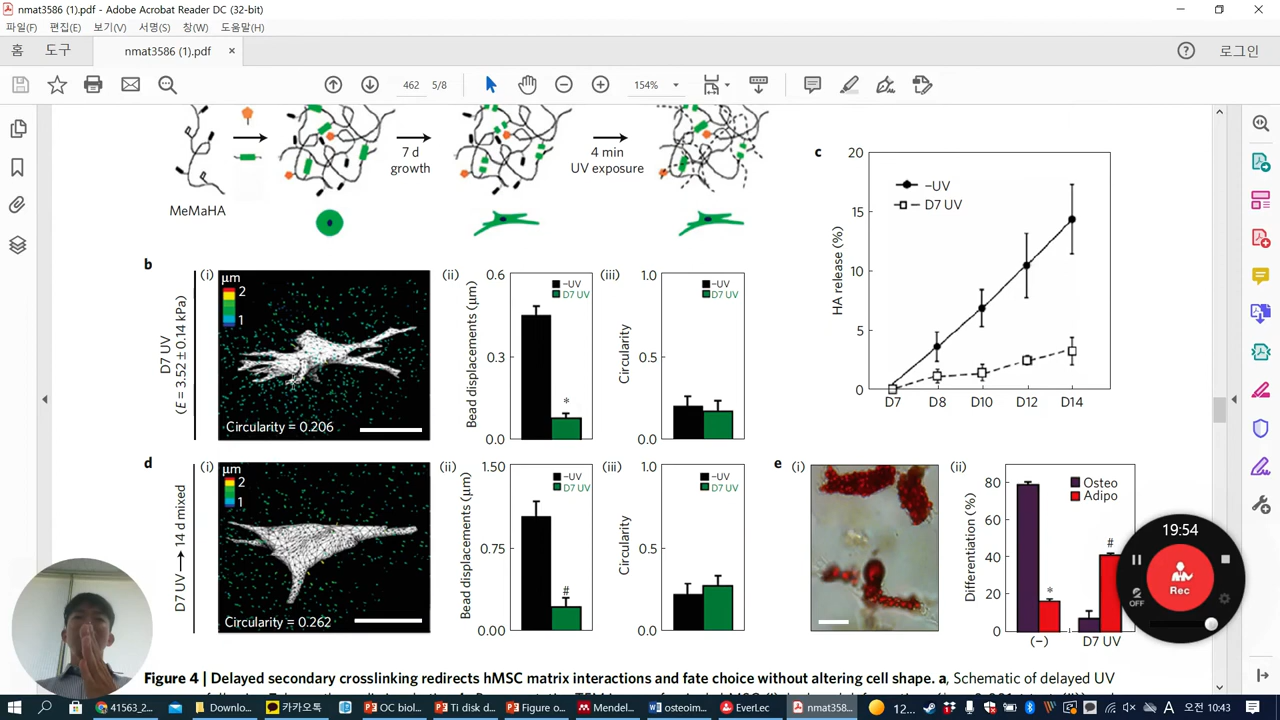 nmat3586 (1).pdf - Adobe Acrobat Reader DC (32-bit)
파일(F) 편집(E) 보기(V) 서명(S) 창(W) 도움말(H)
홈 도구 nmat3586 (1).pdf × 로그인
462 5/8 154%
MeMaHA
7 d
growth
4 min
UV exposure
c
HA release (%)
20
15
10
5
0
–UV
D7 UV
D7 D8 D10 D12 D14
b
D7 UV
(E = 3.52 ± 0.14 kPa)
(i)
μm
2
1
Circularity = 0.206
(ii)
Bead displacements (μm)
0.6
0.3
0.0
–UV
D7 UV
*
(iii)
Circularity
1.0
0.5
0.0
–UV
D7 UV
d
D7 UV → 14 d mixed
(i)
μm
2
1
Circularity = 0.262
(ii)
Bead displacements (μm)
1.50
0.75
0.00
–UV
D7 UV
#
(iii)
Circularity
1.0
0.5
0.0
–UV
D7 UV
e
(i)
(ii)
Differentiation (%)
80
60
40
20
0
Osteo
Adipo
*
#
(–) D7 UV
19:54
Rec
OFF
Figure 4 | Delayed secondary crosslinking redirects hMSC matrix interactions and fate choice without altering cell shape. a, Schematic of delayed UV
41563_2... Downlo... 카카오톡 OC biol... Ti disk d... Figure o... Mendel... osteoim... EverLec nmat358... 12... A 오전 10:43